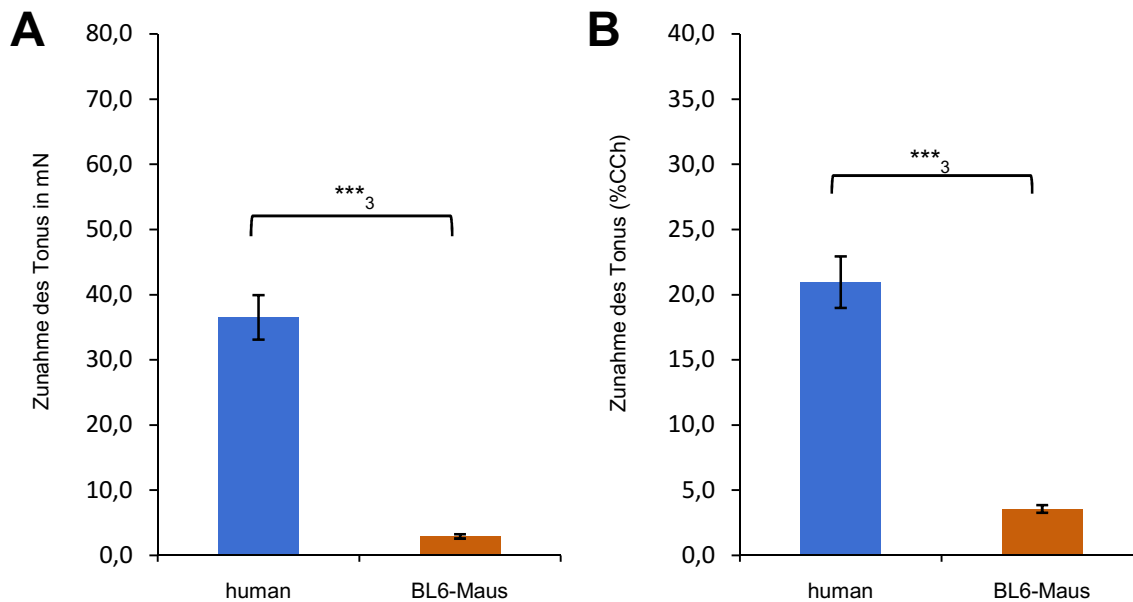 A
Zunahme des Tonus in mN
80,0
70,0
60,0
50,0
40,0
30,0
20,0
10,0
0,0
***3
human
BL6-Maus
B
Zunahme des Tonus (%CCh)
40,0
35,0
30,0
25,0
20,0
15,0
10,0
5,0
0,0
***3
human
BL6-Maus